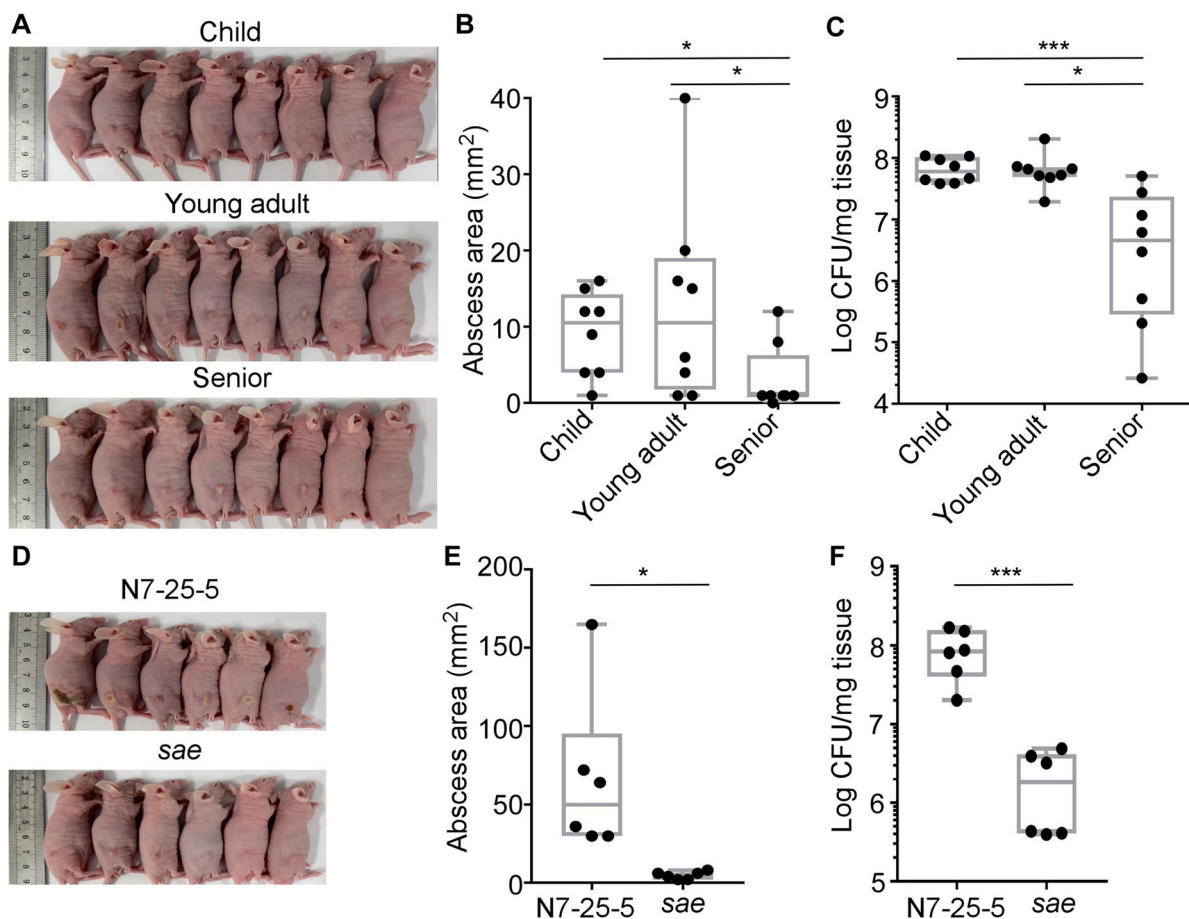 A
Child
Young adult
Senior
B
*
*
Abscess area (mm²)
40
30
20
10
0
Child
Young adult
Senior
C
***
*
Log CFU/mg tissue
9
8
7
6
5
4
Child
Young adult
Senior
D
N7-25-5
sae
E
*
Abscess area (mm²)
200
150
100
50
0
N7-25-5
sae
F
***
Log CFU/mg tissue
9
8
7
6
5
N7-25-5
sae